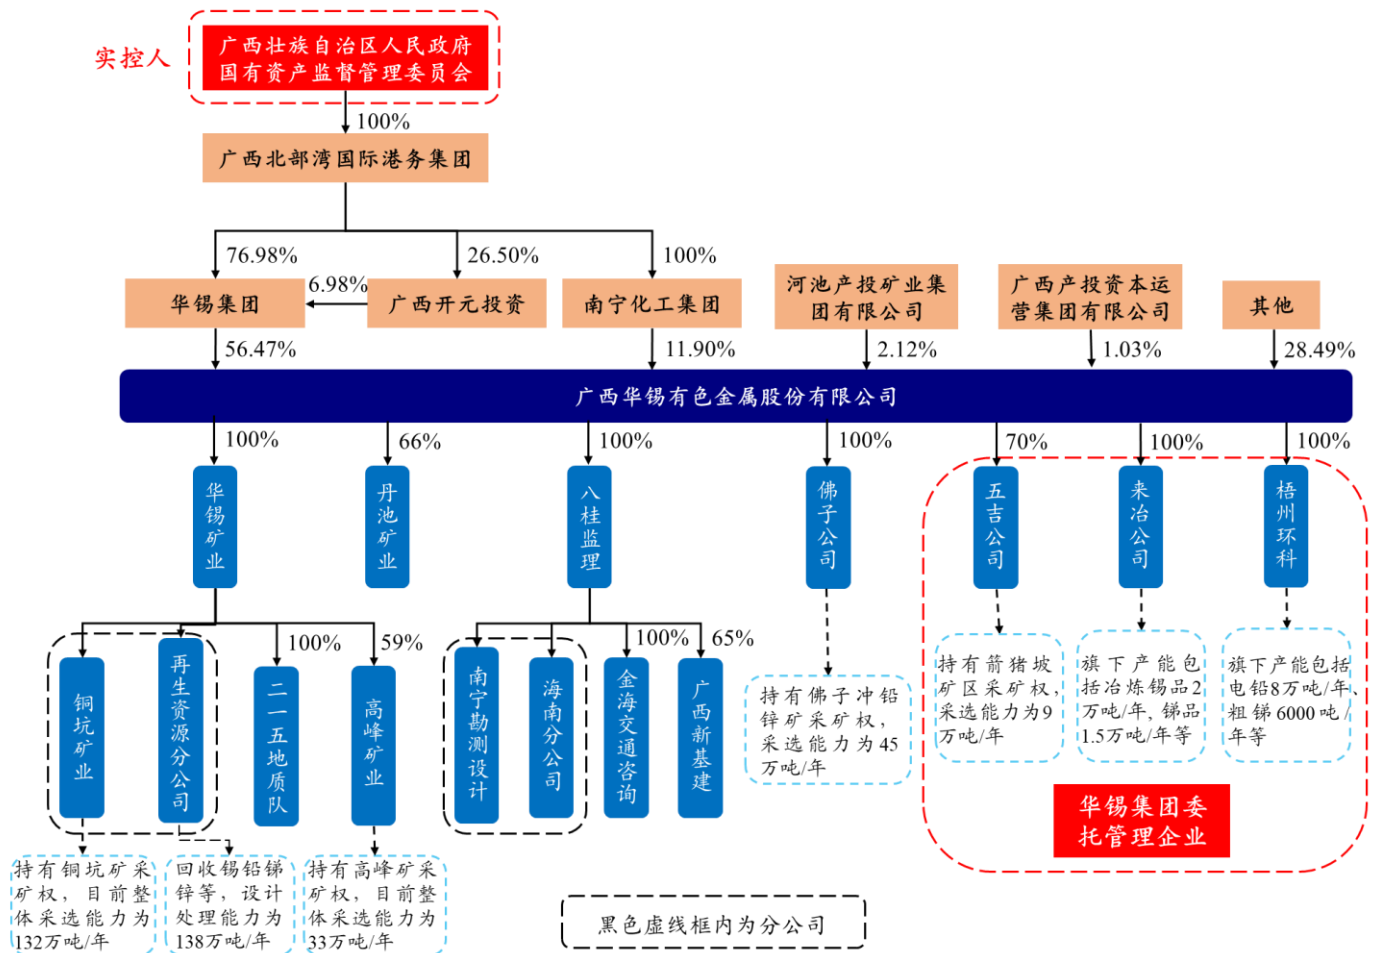 实控人
广西壮族自治区人民政府
国有资产监督管理委员会
100%
广西北部湾国际港务集团
76.98%
26.50%
100%
华锡集团
6.98%
广西开元投资
南宁化工集团
河池产投矿业集
团有限公司
广西产投资本运
营集团有限公司
其他
56.47%
11.90%
2.12%
1.03%
28.49%
广西华锡有色金属股份有限公司
100%
66%
100%
100%
70%
100%
100%
华锡矿业
丹池矿业
八桂监理
佛子公司
五吉公司
来冶公司
梧州环科
100%
59%
100%
65%
铜坑矿业
再生资源分公司
二一五地质队
高峰矿业
南宁勘测设计
海南分公司
金海交通咨询
广西新基建
持有佛子冲铅
锌矿采矿权，
采选能力为45
万吨/年
持有箭猪坡
矿区采矿权，
采选能力为9
万吨/年
旗下产能包
括冶炼锡品2
万吨/年, 锑品
1.5万吨/年等
旗下产能包括
电铅8万吨/年、
粗锑6000吨/
年等
华锡集团委
托管理企业
持有铜坑矿采
矿权，目前整
体采选能力为
132万吨/年
回收锡铅锑
锌等，设计
处理能力为
138万吨/年
持有高峰矿采
矿权，目前整
体采选能力为
33万吨/年
黑色虚线框内为分公司